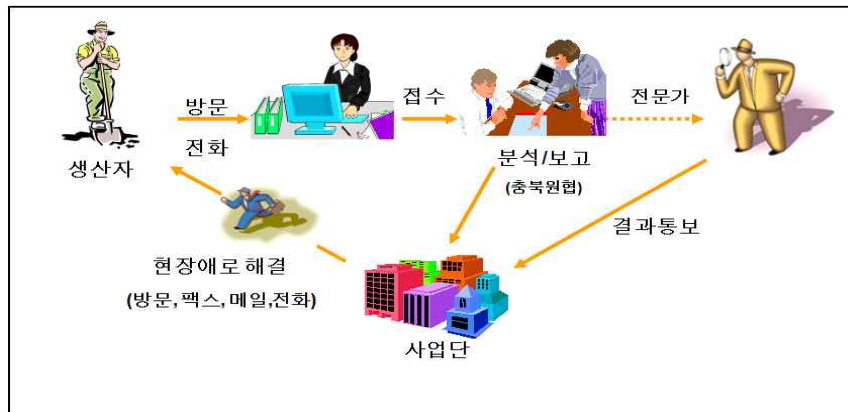 방문
전화
생산자
접수
분석/보고
(충북원협)
전문가
결과통보
현장애로 해결
(방문, 팩스, 메일,전화)
사업단